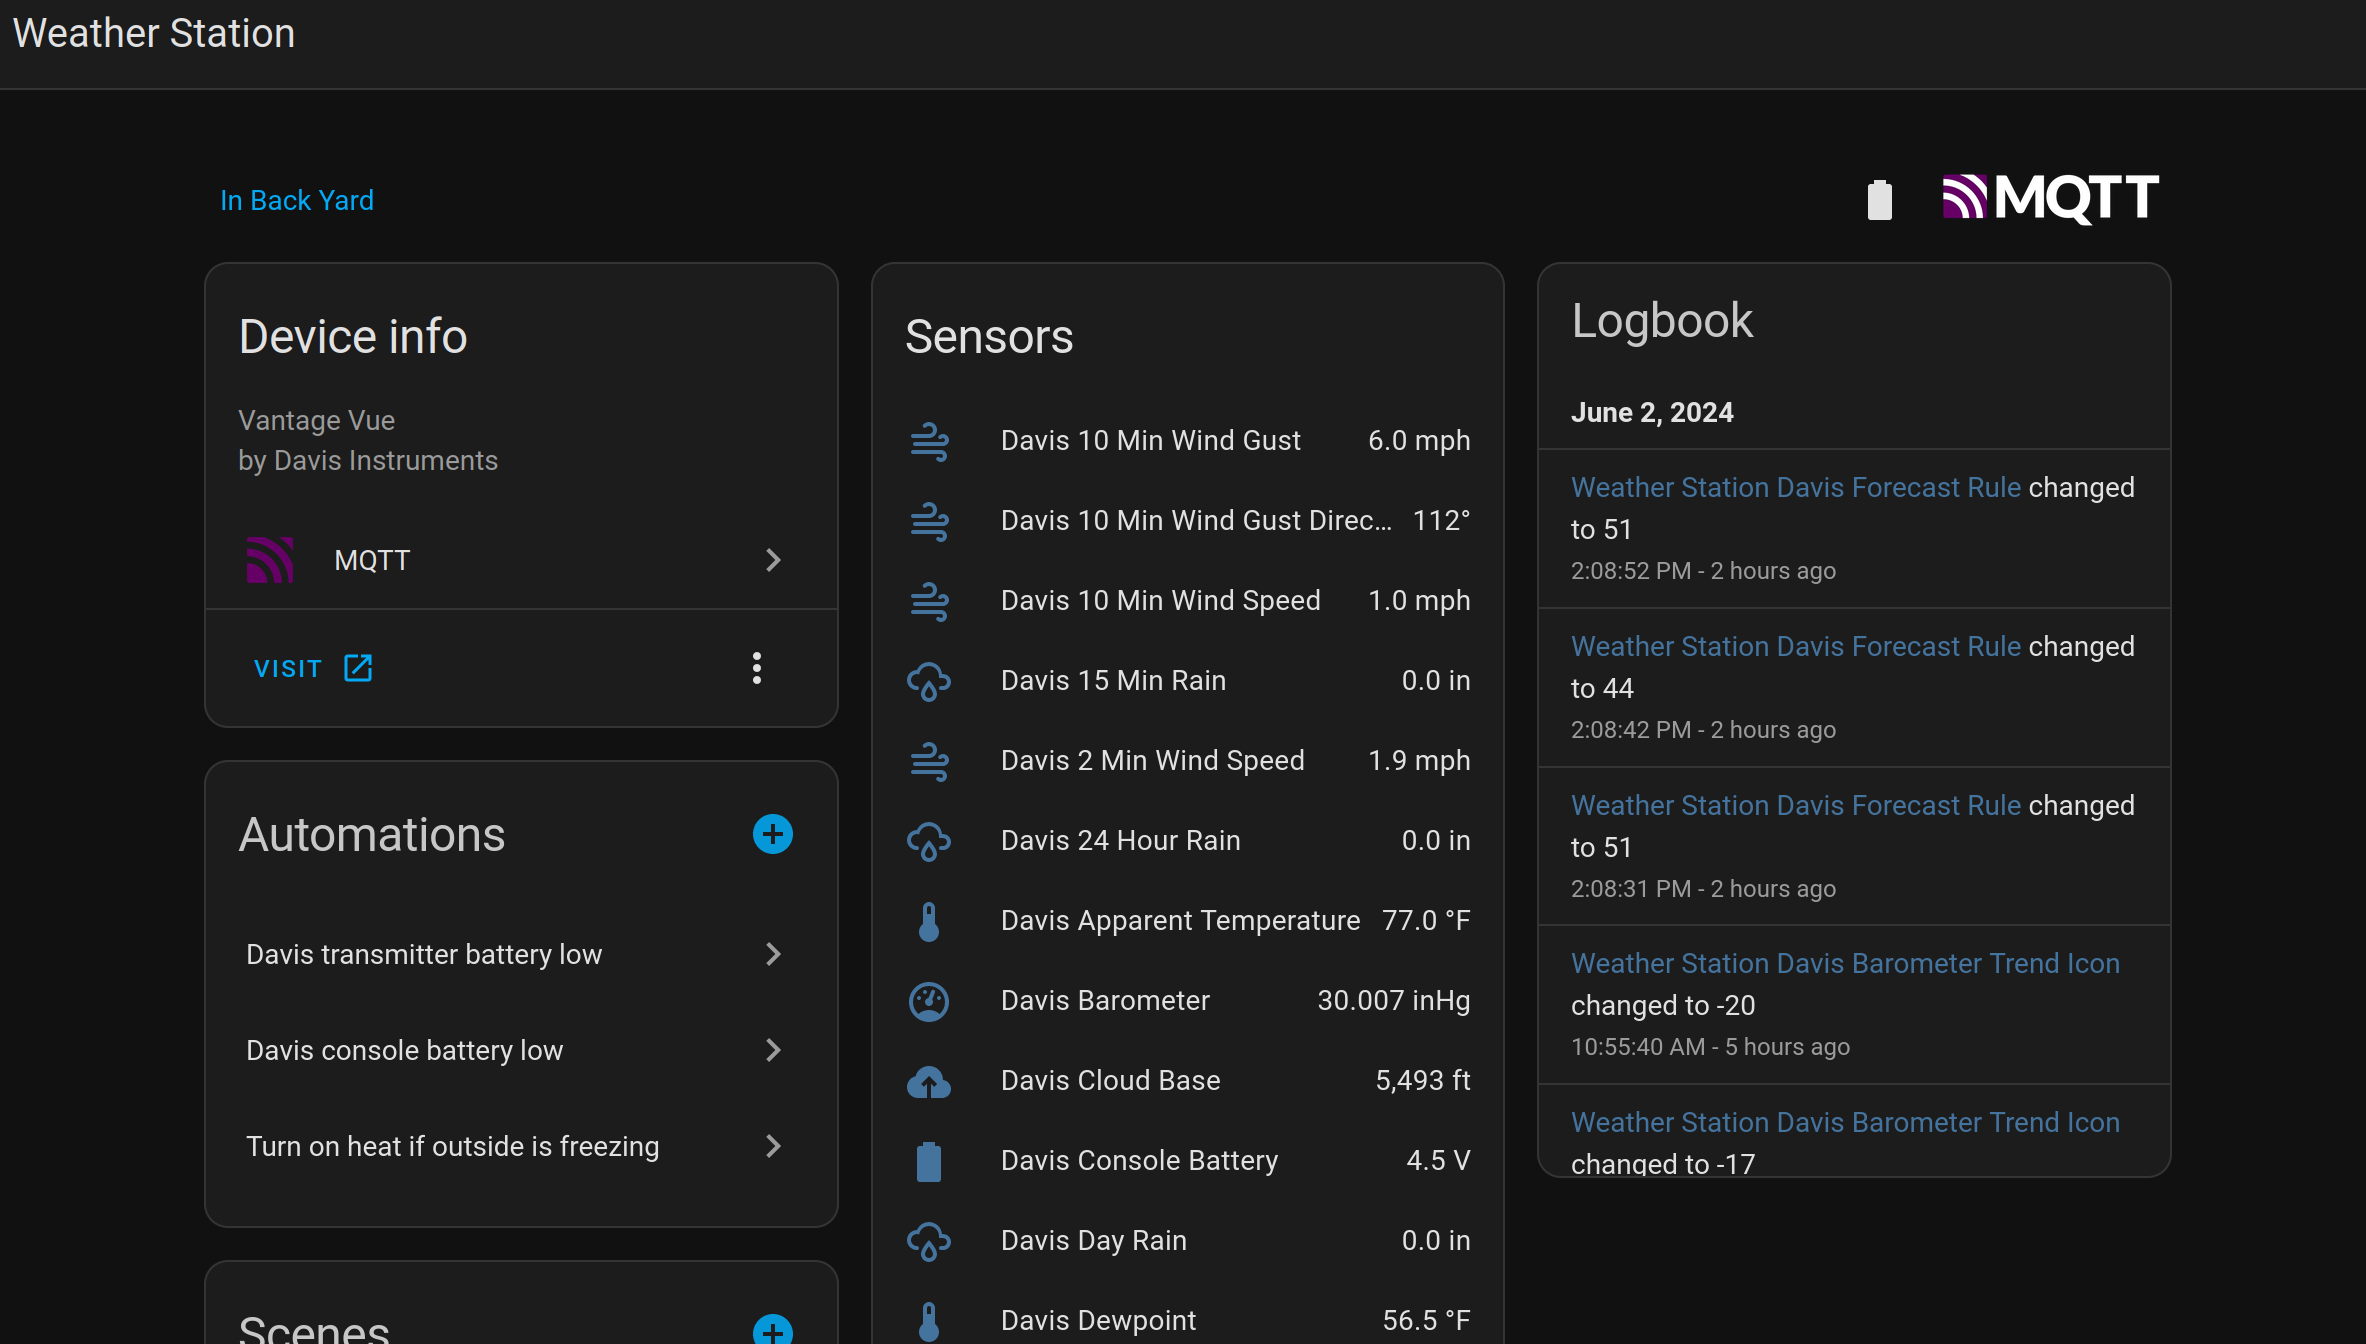 Weather Station
In Back Yard
MQTT
Device info
Vantage Vue
by Davis Instruments
MQTT
VISIT
Automations
Davis transmitter battery low
Davis console battery low
Turn on heat if outside is freezing
Scenes
Sensors
Davis 10 Min Wind Gust 6.0 mph
Davis 10 Min Wind Gust Direc... 112°
Davis 10 Min Wind Speed 1.0 mph
Davis 15 Min Rain 0.0 in
Davis 2 Min Wind Speed 1.9 mph
Davis 24 Hour Rain 0.0 in
Davis Apparent Temperature 77.0 °F
Davis Barometer 30.007 inHg
Davis Cloud Base 5,493 ft
Davis Console Battery 4.5 V
Davis Day Rain 0.0 in
Davis Dewpoint 56.5 °F
Logbook
June 2, 2024
Weather Station Davis Forecast Rule changed
to 51
2:08:52 PM - 2 hours ago
Weather Station Davis Forecast Rule changed
to 44
2:08:42 PM - 2 hours ago
Weather Station Davis Forecast Rule changed
to 51
2:08:31 PM - 2 hours ago
Weather Station Davis Barometer Trend Icon
changed to -20
10:55:40 AM - 5 hours ago
Weather Station Davis Barometer Trend Icon
changed to -17